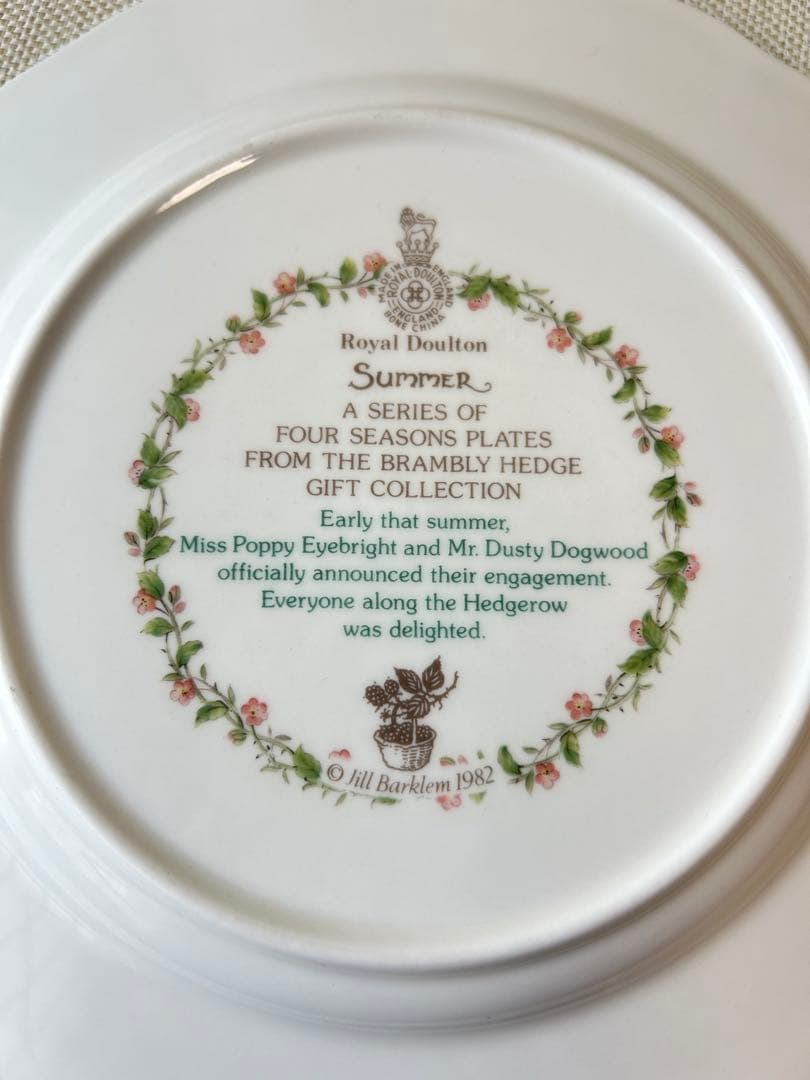 MADE IN ENGLAND
ROYAL DOULTON
ENGLAND
BONE CHINA
Royal Doulton
Summer
A SERIES OF
FOUR SEASONS PLATES
FROM THE BRAMBLY HEDGE
GIFT COLLECTION
Early that summer,
Miss Poppy Eyebright and Mr. Dusty Dogwood
officially announced their engagement.
Everyone along the Hedgerow
was delighted.
© Jill Barklem 1982